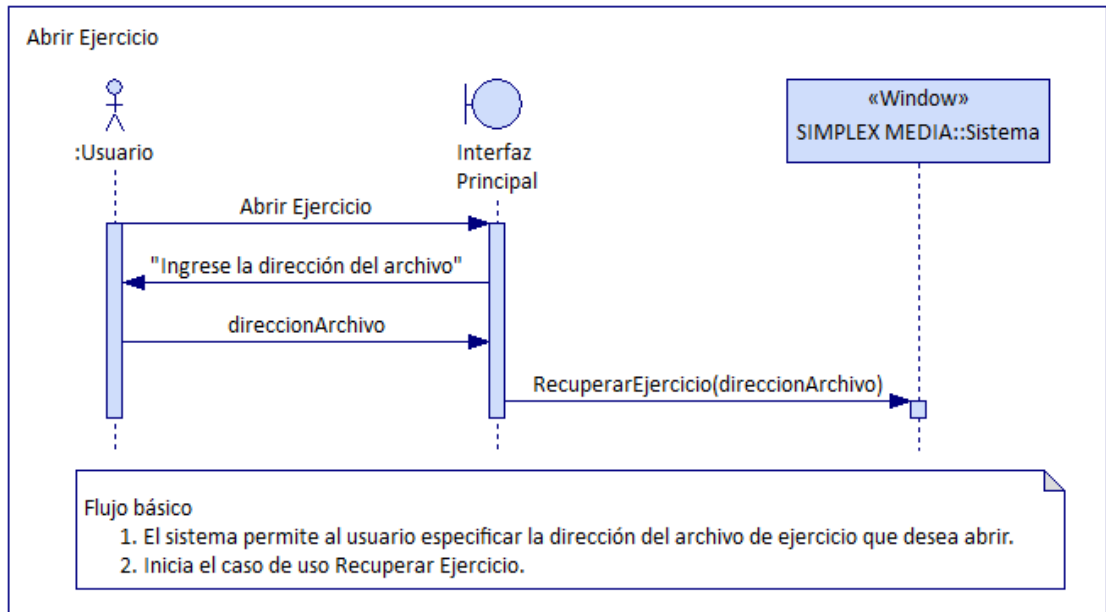 Abrir Ejercicio
:Usuario
Interfaz
Principal
«Window»
SIMPLEX MEDIA::Sistema
Abrir Ejercicio
"Ingrese la dirección del archivo"
direccionArchivo
RecuperarEjercicio(direccionArchivo)
Flujo básico
1. El sistema permite al usuario especificar la dirección del archivo de ejercicio que desea abrir.
2. Inicia el caso de uso Recuperar Ejercicio.